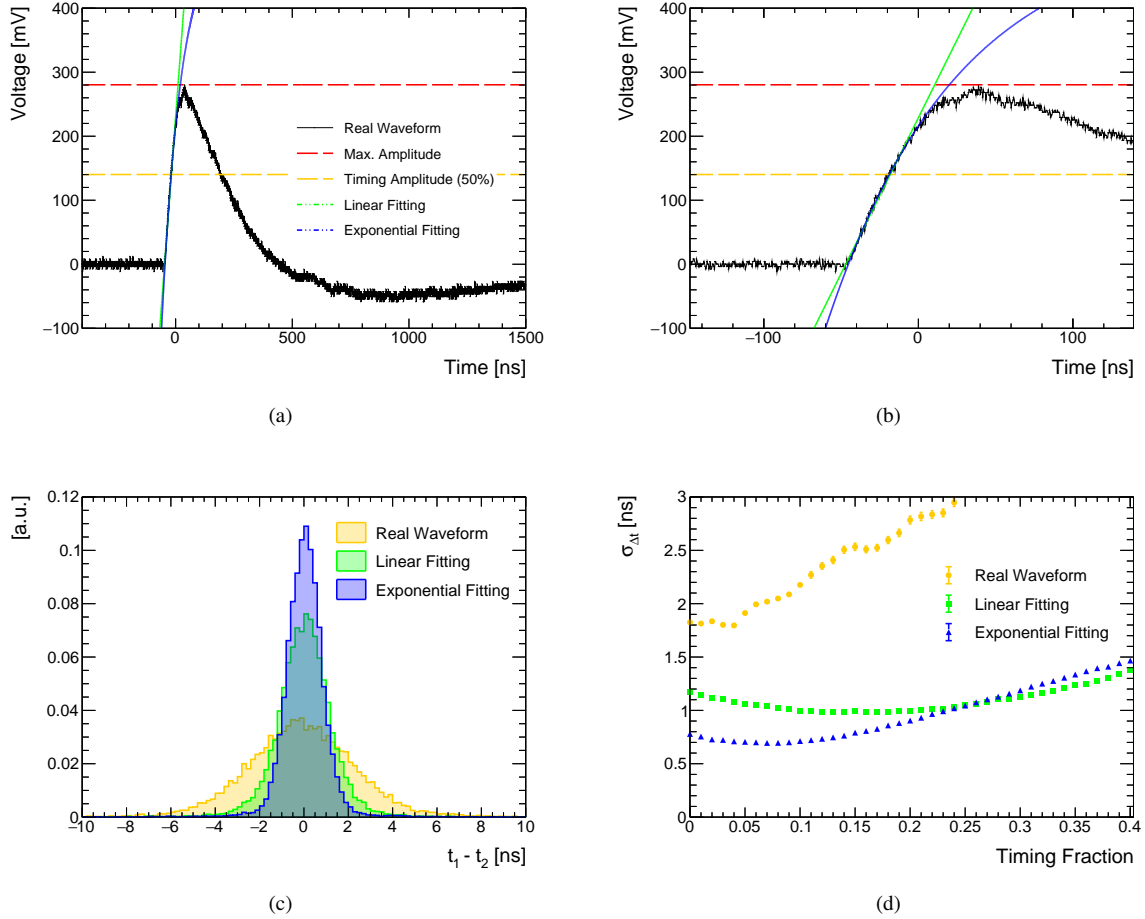 Voltage [mV]
400
300
200
100
0
−100
0
500
1000
1500
Time [ns]
Real Waveform
Max. Amplitude
Timing Amplitude (50%)
Linear Fitting
Exponential Fitting
(a)
Voltage [mV]
400
300
200
100
0
−100
−100
0
100
Time [ns]
(b)
[a.u.]
0.12
0.1
0.08
0.06
0.04
0.02
0
−10
−8
−6
−4
−2
0
2
4
6
8
10
t1 - t2 [ns]
Real Waveform
Linear Fitting
Exponential Fitting
(c)
σΔt [ns]
3
2.5
2
1.5
1
0.5
0
0
0.05
0.1
0.15
0.2
0.25
0.3
0.35
0.4
Timing Fraction
Real Waveform
Linear Fitting
Exponential Fitting
(d)